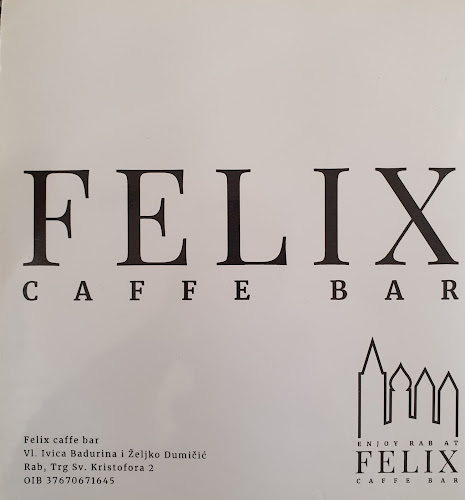 FELIX
CAFFE BAR
Felix caffe bar
Vl. Ivica Badurina i Željko Dumičić
Rab, Trg Sv. Kristofora 2
OIB 37670671645
ENJOY RAB AT
FELIX
CAFFE BAR